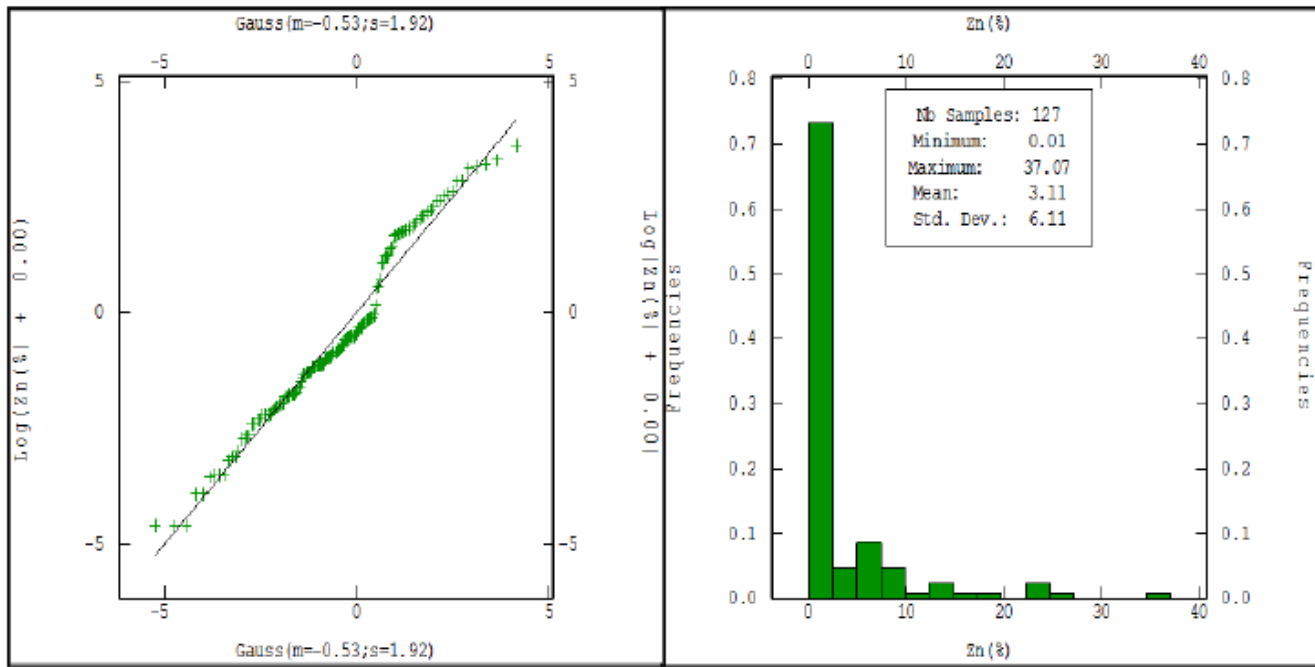 Gauss(m=-0.53;s=1.92)
-5 0 5
5 5
0 0
-5 -5
Log(Zn(%| + 0.00)
Log|Zn(%| + 0.00|
-5 0 5
Gauss(m=-0.53;s=1.92)
Zn(%)
0 10 20 30 40
0.8 0.8
0.7 0.7
0.6 0.6
0.5 0.5
0.4 0.4
0.3 0.3
0.2 0.2
0.1 0.1
0.0 0.0
Frequencies
Frequencies
Nb Samples: 127
Minimum: 0.01
Maximum: 37.07
Mean: 3.11
Std. Dev.: 6.11
0 10 20 30 40
Zn(%)